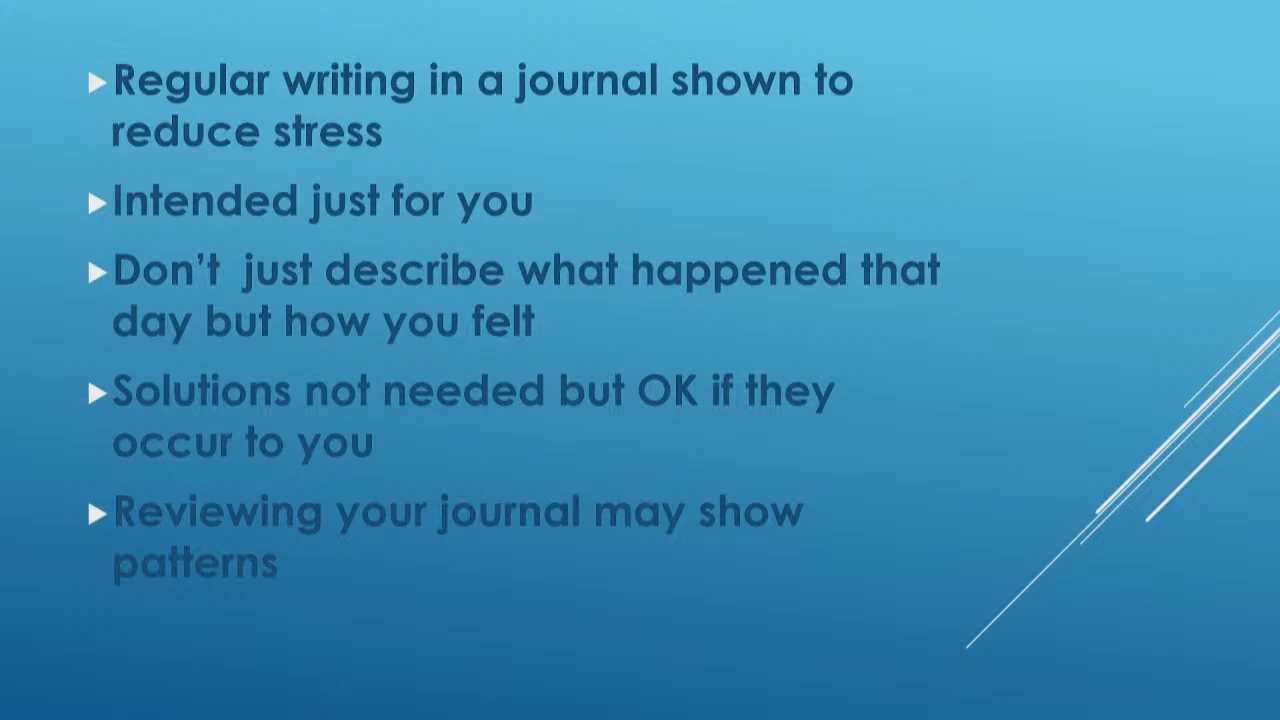 Regular writing in a journal shown to
reduce stress
Intended just for you
Don’t  just describe what happened that
day but how you felt
Solutions not needed but OK if they
occur to you
Reviewing your journal may show
patterns